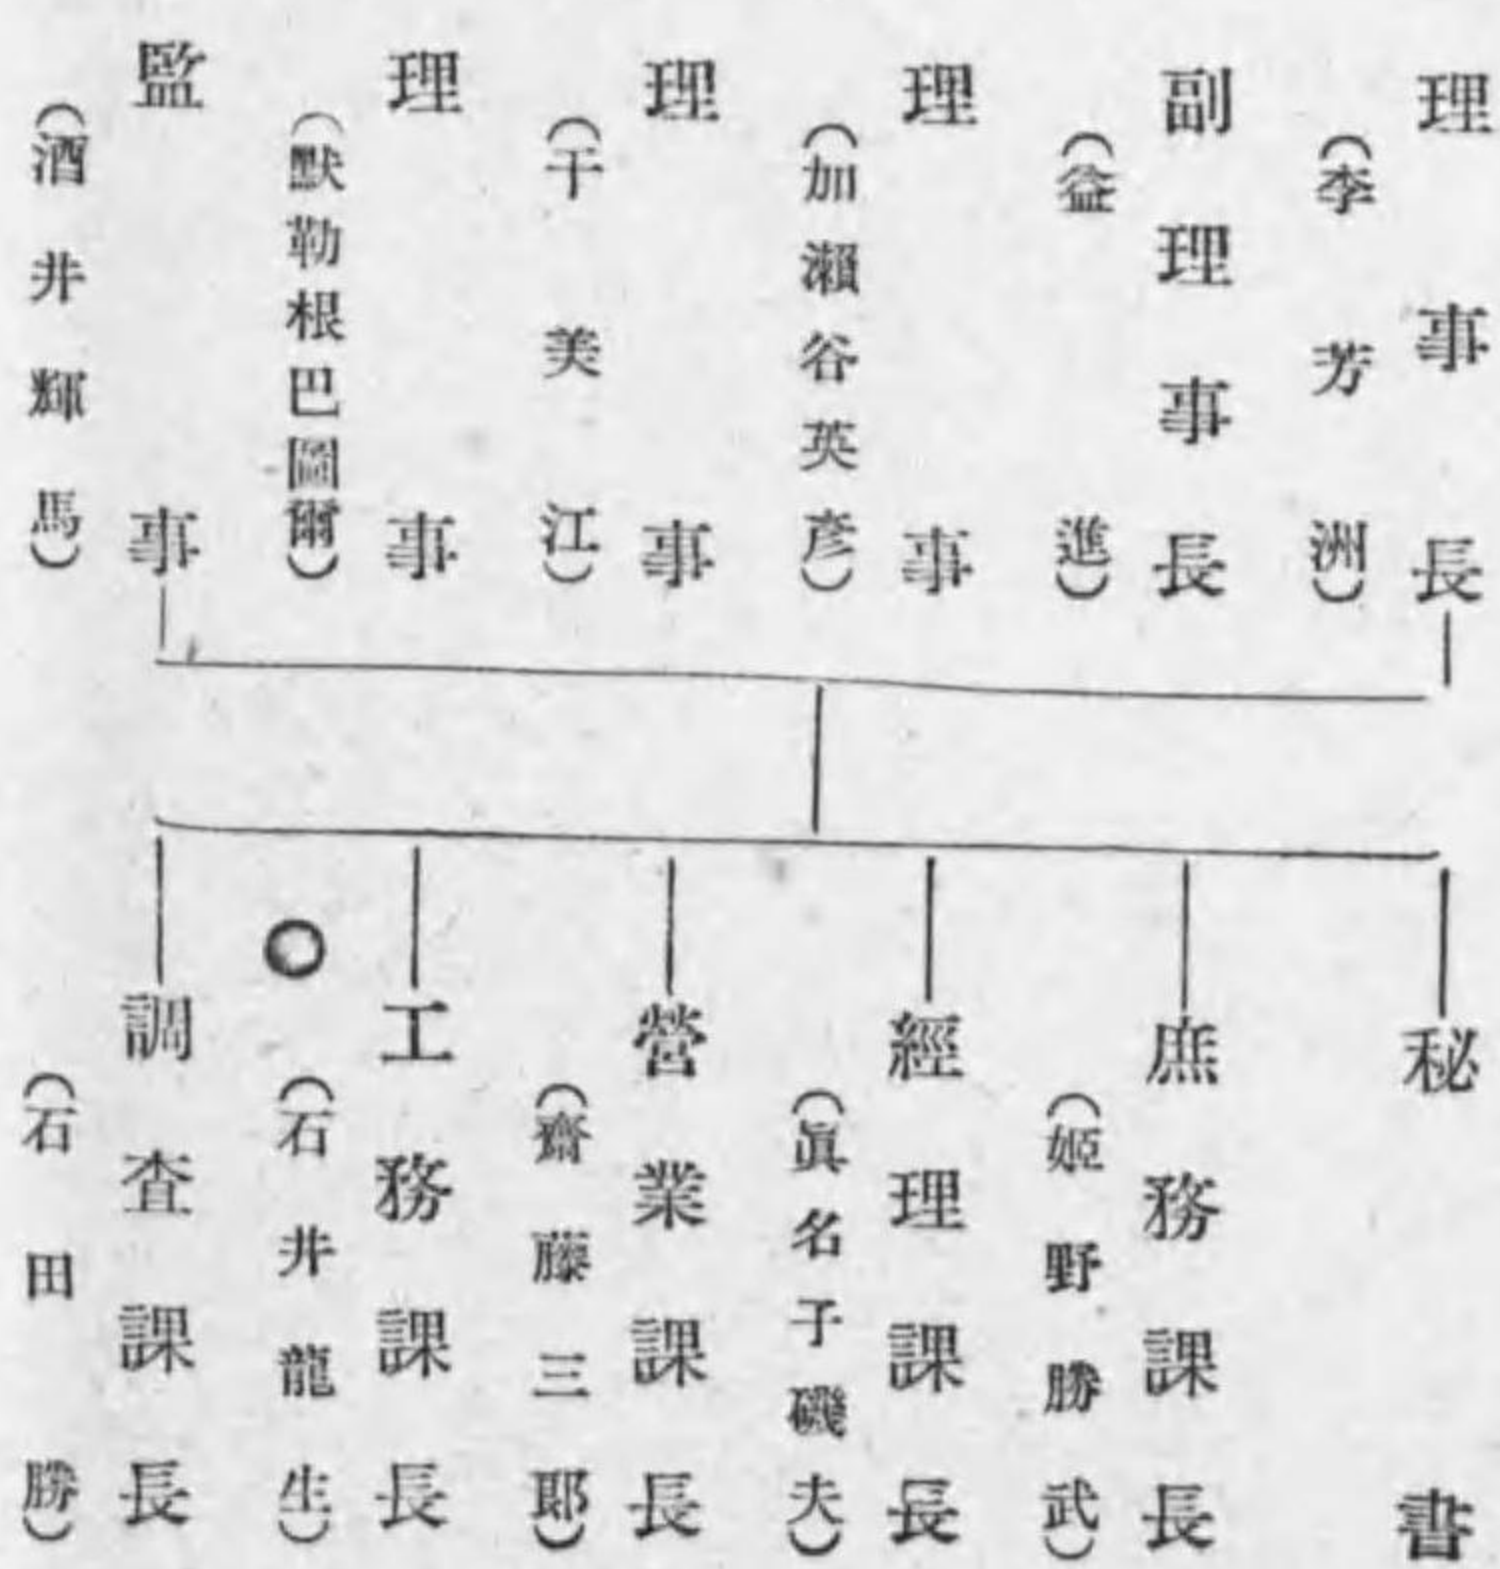 理事長
(李芳洲)
副理事長
(益進)
理事
(加瀨谷英彦)
理事
(干美江)
理事
(默勒根巴圖爾)
監事
(酒井輝馬)
秘書
庶務課長
(姬野勝武)
經理課長
(眞名子磯夫)
營業課長
(齋藤三郎)
工務課長
(石井龍生)
調査課長
(石田勝)